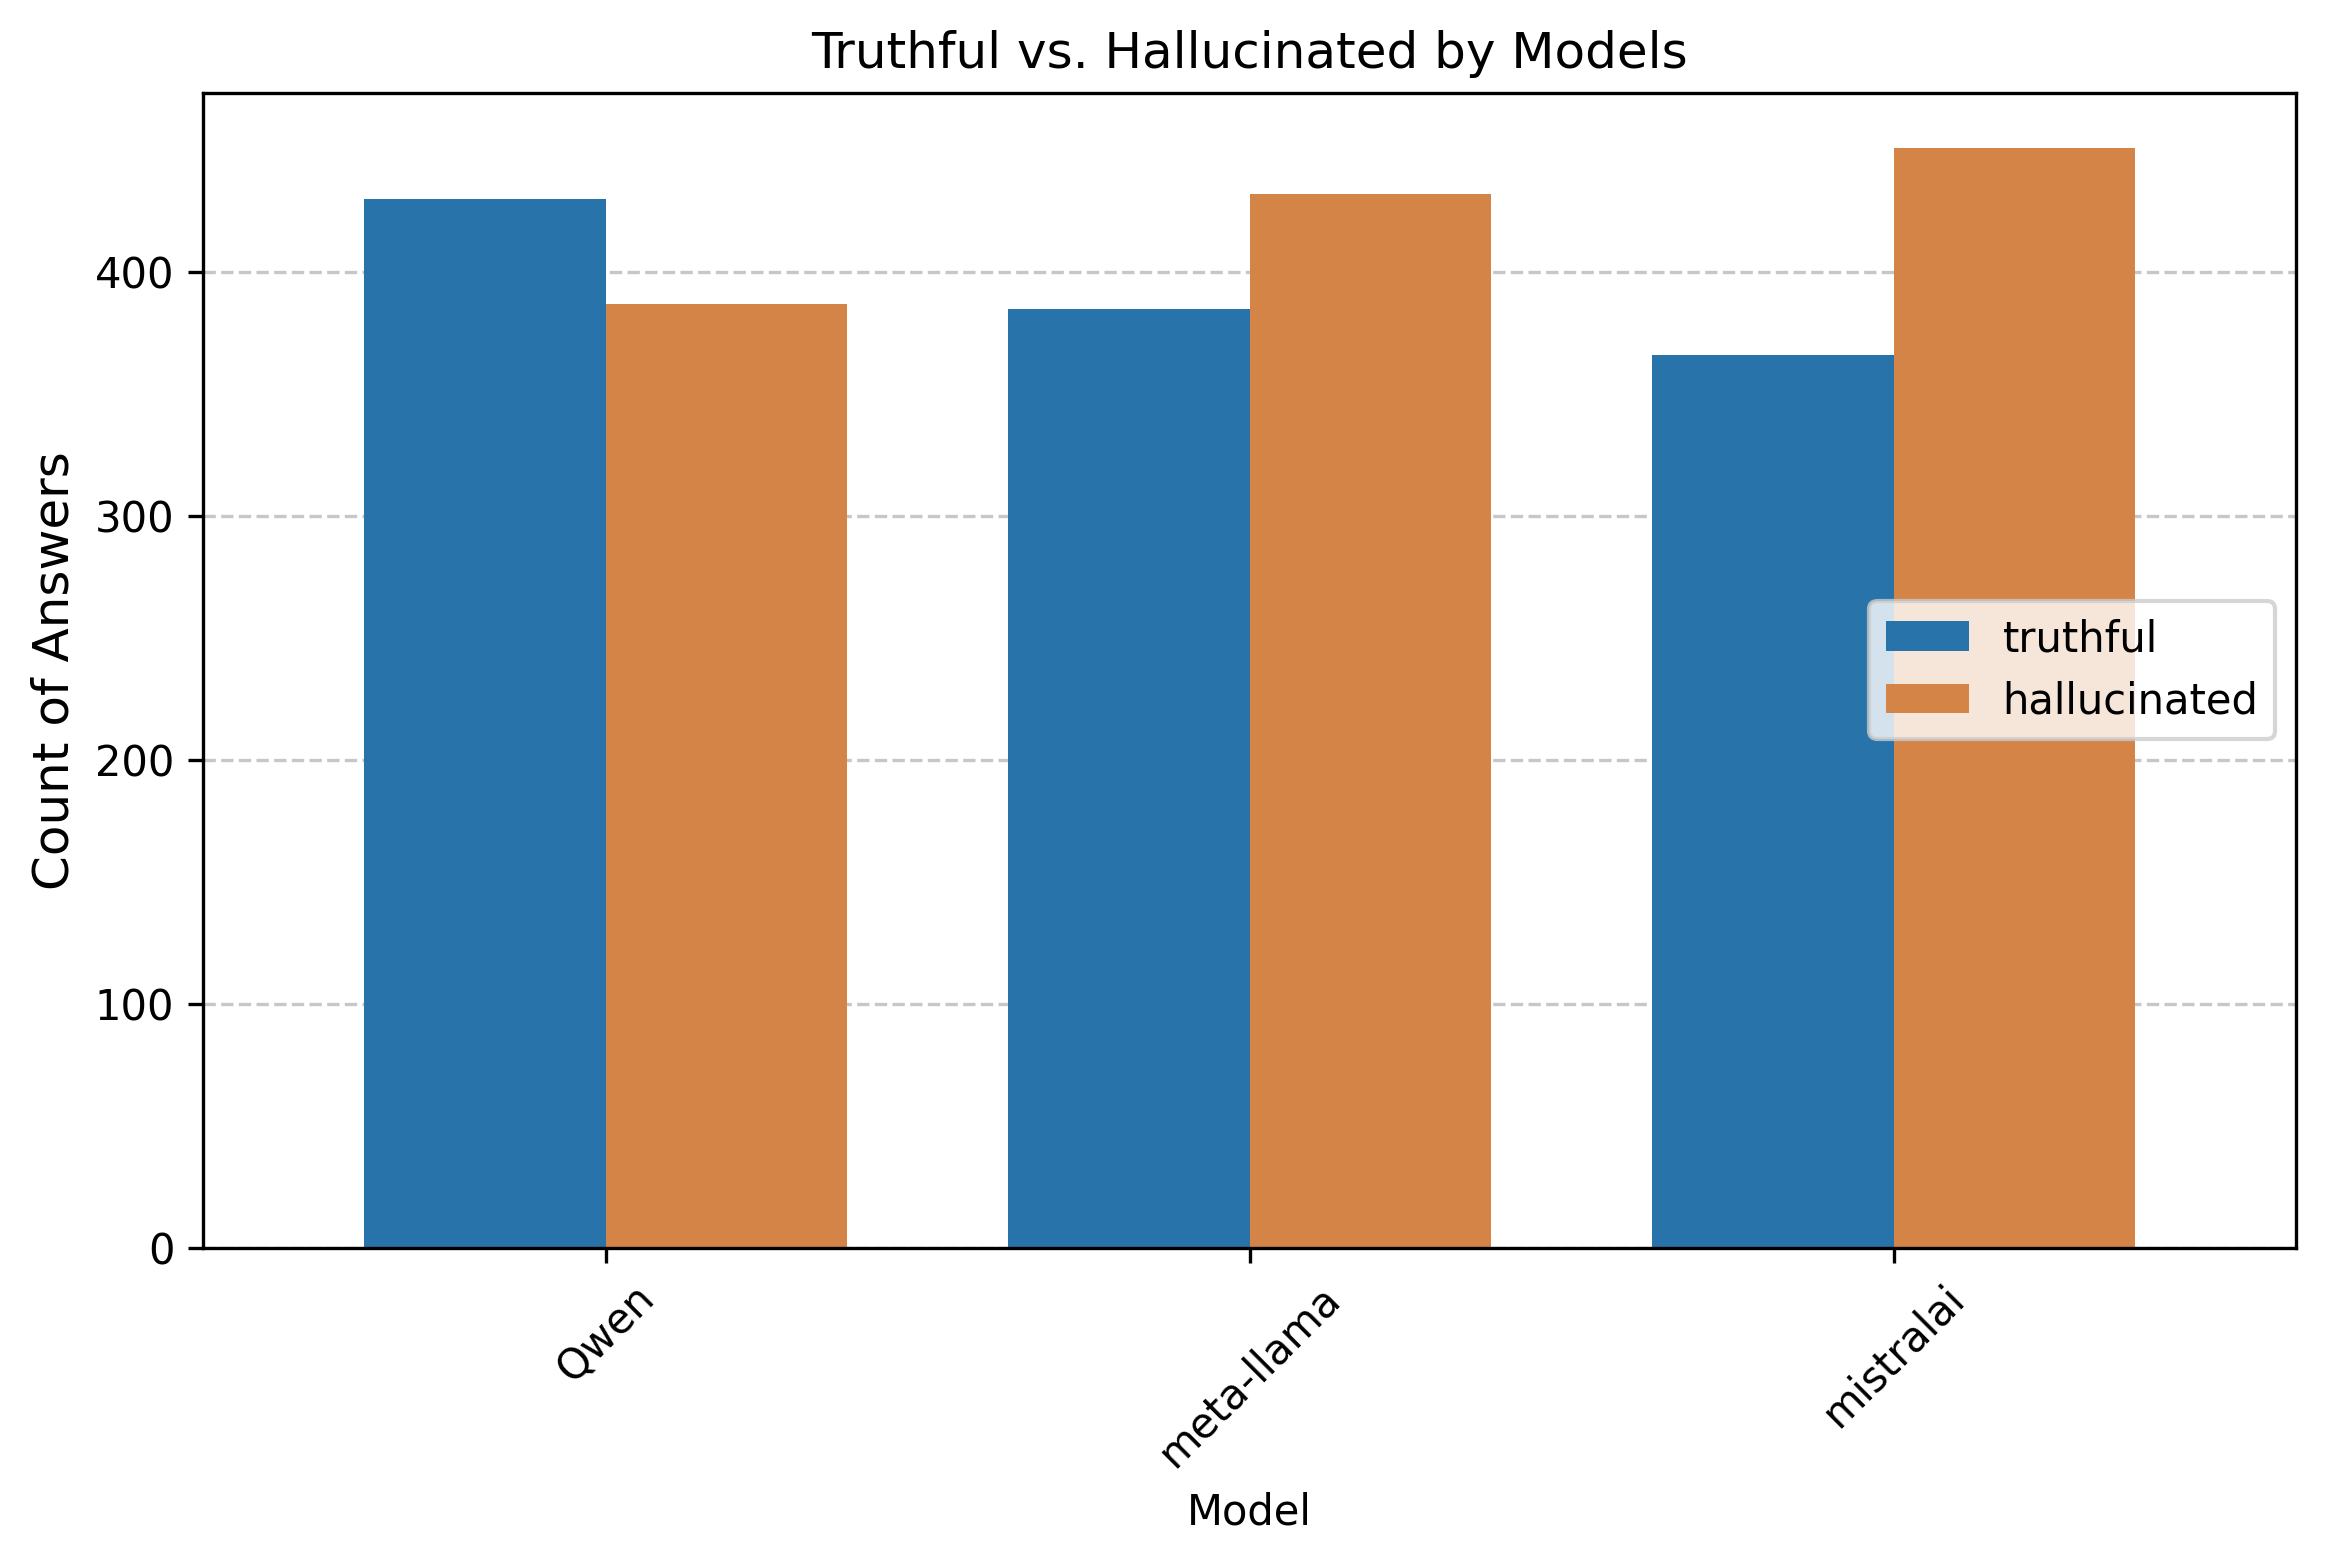 Truthful vs. Hallucinated by Models
Count of Answers
400
300
200
100
0
truthful
hallucinated
Qwen
meta-llama
mistralai
Model